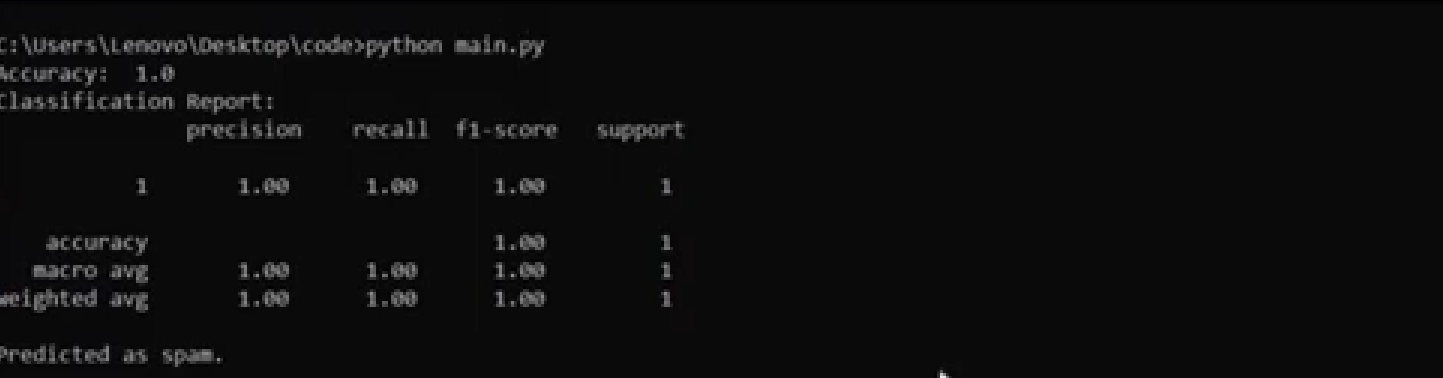 C:\Users\Lenovo\Desktop\code>python main.py
Accuracy:  1.0
Classification Report:
              precision    recall  f1-score   support

           1       1.00      1.00      1.00         1

    accuracy                           1.00         1
   macro avg       1.00      1.00      1.00         1
weighted avg       1.00      1.00      1.00         1

Predicted as spam.